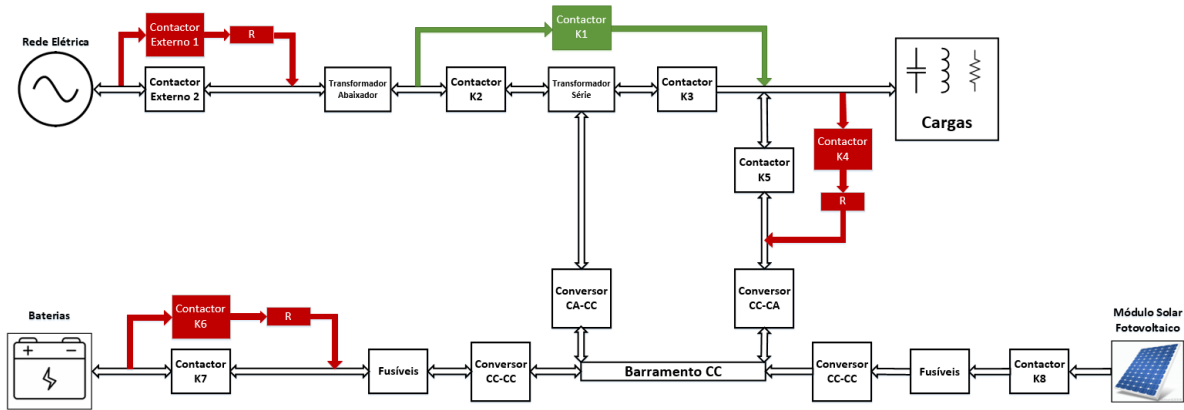 Rede Elétrica
Contactor
Externo 1
R
Contactor
Externo 2
Transformador
Abaixador
Contactor
K1
Contactor
K2
Transformador
Série
Contactor
K3
Cargas
Contactor
K4
R
Contactor
K5
Conversor
CA-CC
Conversor
CC-CA
Baterias
Contactor
K6
R
Contactor
K7
Fusíveis
Conversor
CC-CC
Barramento CC
Conversor
CC-CC
Fusíveis
Contactor
K8
Módulo Solar
Fotovoltaico